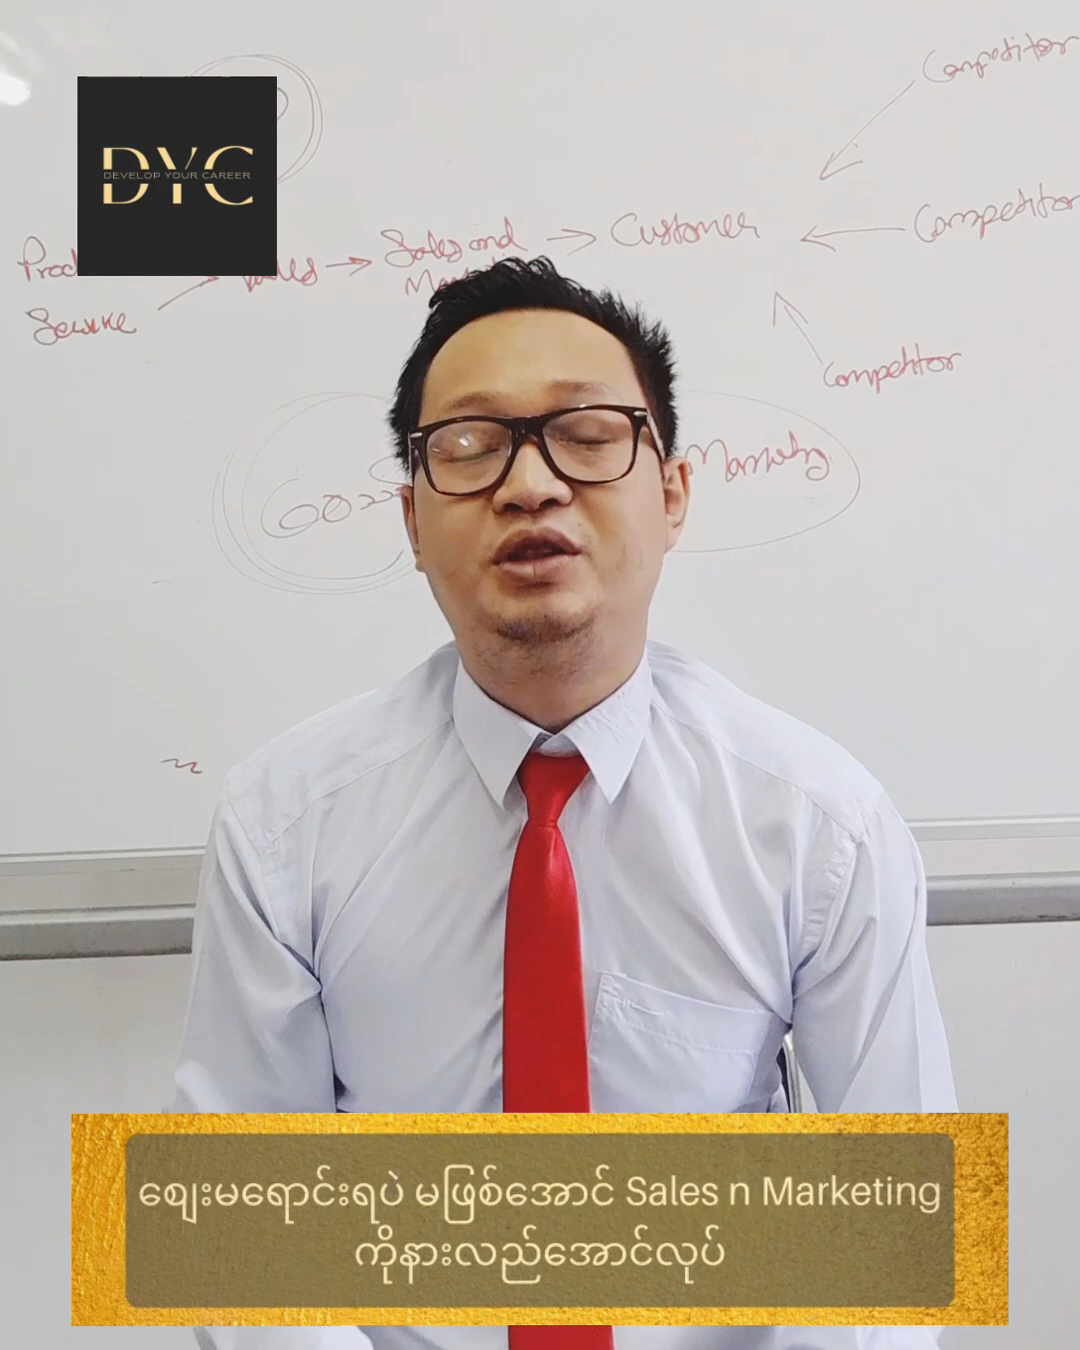 Competitor
DYC
DEVELOP YOUR CAREER
Sales and
Customer
Competitor
Service
Competitor
Marketing
ဈေးမရောင်းရပဲ မဖြစ်အောင် Sales n Marketing
ကိုနားလည်အောင်လုပ်